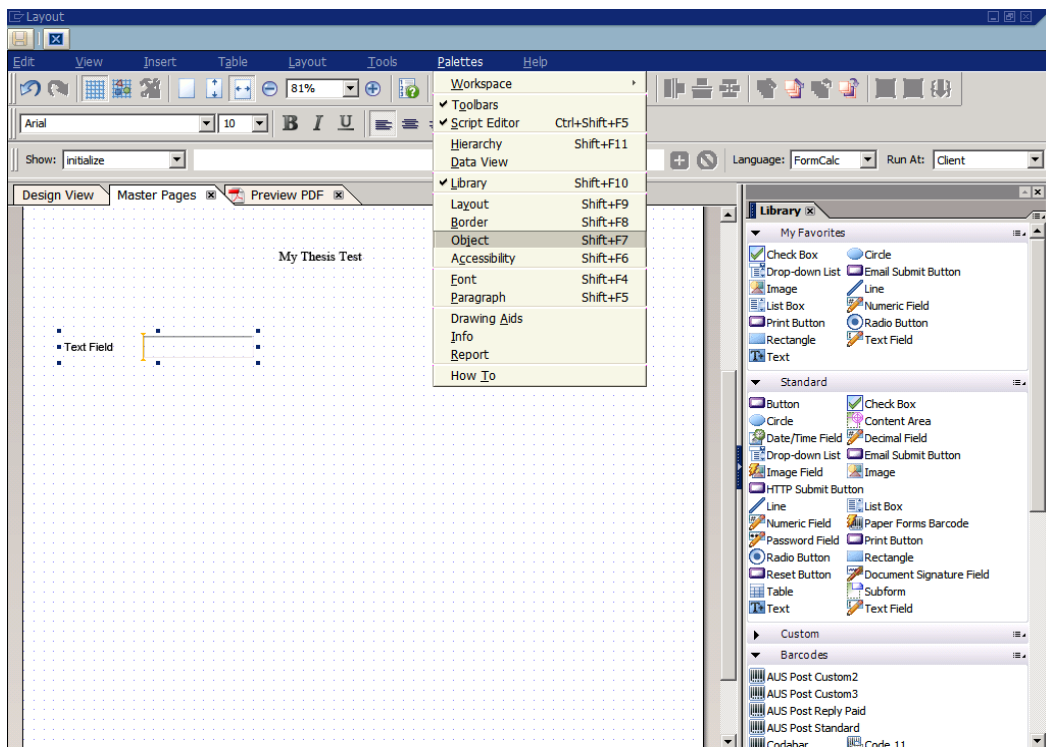 Layout
Edit View Insert Table Layout Tools Palettes Help
81%
Arial 10 B I U
Show: initialize Language: FormCalc Run At: Client
Design View Master Pages Preview PDF
My Thesis Test
Text Field
Workspace
Toolbars
Script Editor Ctrl+Shift+F5
Hierarchy Shift+F11
Data View
Library Shift+F10
Layout Shift+F9
Border Shift+F8
Object Shift+F7
Accessibility Shift+F6
Font Shift+F4
Paragraph Shift+F5
Drawing Aids
Info
Report
How To
Library
My Favorites
Check Box Circle
Drop-down List Email Submit Button
Image Line
List Box Numeric Field
Print Button Radio Button
Rectangle Text Field
Text
Standard
Button Check Box
Circle Content Area
Date/Time Field Decimal Field
Drop-down List Email Submit Button
Image Field Image
HTTP Submit Button
Line List Box
Numeric Field Paper Forms Barcode
Password Field Print Button
Radio Button Rectangle
Reset Button Document Signature Field
Table Subform
Text Text Field
Custom
Barcodes
AUS Post Custom2
AUS Post Custom3
AUS Post Reply Paid
AUS Post Standard
Codabar Code 11